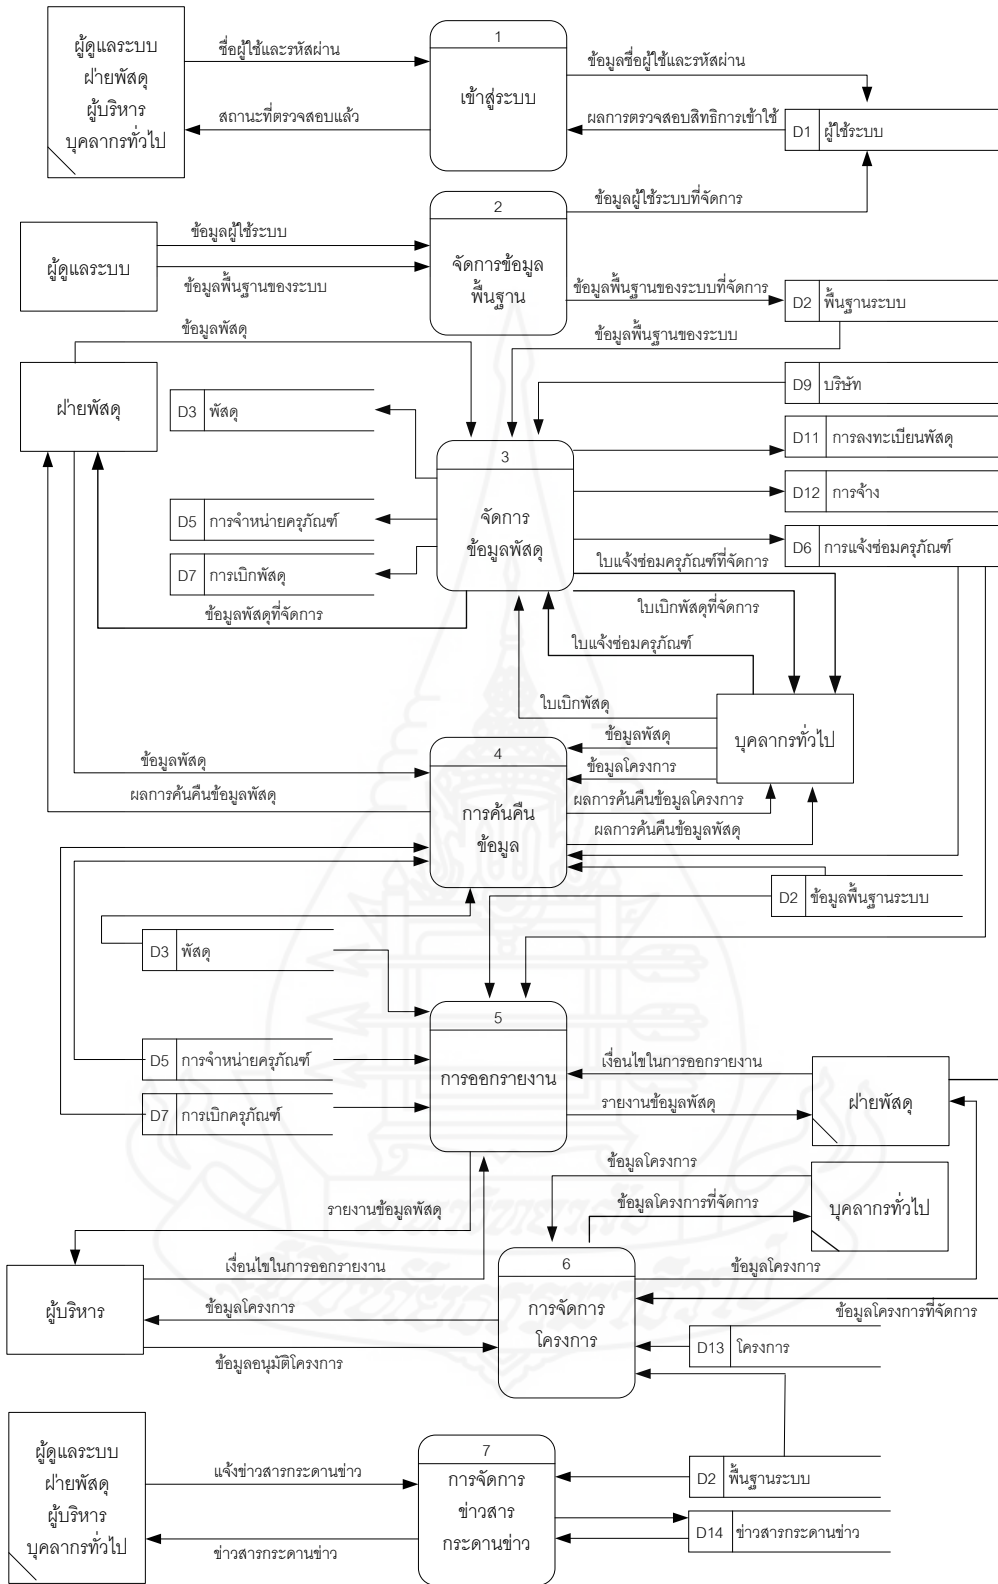 ผู้ดูแลระบบ
ฝ่ายพัสดุ
ผู้บริหาร
บุคลากรทั่วไป
ชื่อผู้ใช้และรหัสผ่าน
สถานะที่ตรวจสอบแล้ว
1
เข้าสู่ระบบ
ข้อมูลชื่อผู้ใช้และรหัสผ่าน
ผลการตรวจสอบสิทธิการเข้าใช้
D1 ผู้ใช้ระบบ
ผู้ดูแลระบบ
ข้อมูลผู้ใช้ระบบ
ข้อมูลพื้นฐานของระบบ
2
จัดการข้อมูล
พื้นฐาน
ข้อมูลผู้ใช้ระบบที่จัดการ
ข้อมูลพื้นฐานของระบบที่จัดการ
D2 พื้นฐานระบบ
ข้อมูลพื้นฐานของระบบ
ข้อมูลพัสดุ
ฝ่ายพัสดุ
D3 พัสดุ
D5 การจำหน่ายครุภัณฑ์
D7 การเบิกพัสดุ
ข้อมูลพัสดุที่จัดการ
3
จัดการ
ข้อมูลพัสดุ
D9 บริษัท
D11 การลงทะเบียนพัสดุ
D12 การจ้าง
D6 การแจ้งซ่อมครุภัณฑ์
ใบแจ้งซ่อมครุภัณฑ์ที่จัดการ
ใบเบิกพัสดุที่จัดการ
ใบแจ้งซ่อมครุภัณฑ์
ใบเบิกพัสดุ
บุคลากรทั่วไป
ข้อมูลพัสดุ
ข้อมูลโครงการ
ผลการค้นคืนข้อมูลโครงการ
ผลการค้นคืนข้อมูลพัสดุ
ข้อมูลพัสดุ
ผลการค้นคืนข้อมูลพัสดุ
4
การค้นคืน
ข้อมูล
D2 ข้อมูลพื้นฐานระบบ
D3 พัสดุ
D5 การจำหน่ายครุภัณฑ์
D7 การเบิกครุภัณฑ์
5
การออกรายงาน
เงื่อนไขในการออกรายงาน
รายงานข้อมูลพัสดุ
ฝ่ายพัสดุ
ข้อมูลโครงการ
ข้อมูลโครงการที่จัดการ
บุคลากรทั่วไป
รายงานข้อมูลพัสดุ
เงื่อนไขในการออกรายงาน
ผู้บริหาร
ข้อมูลโครงการ
ข้อมูลอนุมัติโครงการ
6
การจัดการ
โครงการ
ข้อมูลโครงการ
ข้อมูลโครงการที่จัดการ
D13 โครงการ
ผู้ดูแลระบบ
ฝ่ายพัสดุ
ผู้บริหาร
บุคลากรทั่วไป
แจ้งข่าวสารกระดานข่าว
ข่าวสารกระดานข่าว
7
การจัดการ
ข่าวสาร
กระดานข่าว
D2 พื้นฐานระบบ
D14 ข่าวสารกระดานข่าว